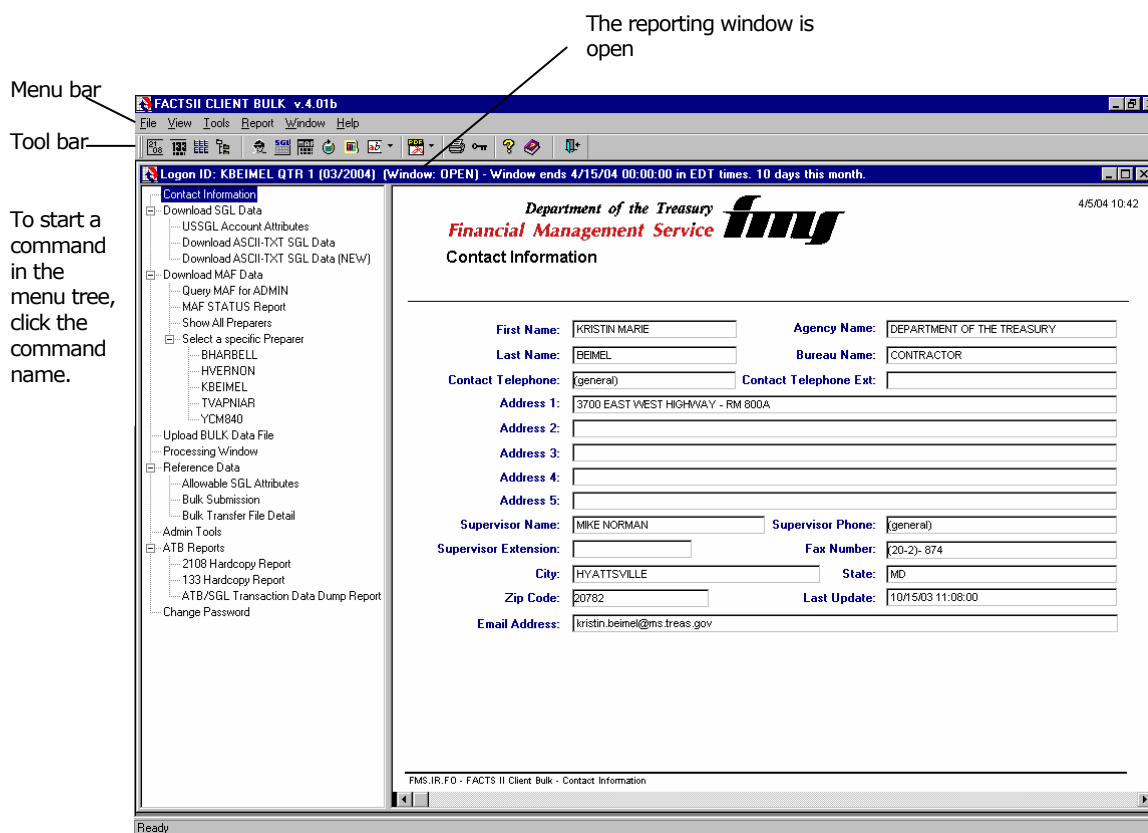 The reporting window is
open
Menu bar
Tool bar
To start a
command
in the
menu tree,
click the
command
name.
FACTSII CLIENT BULK v.4.01b
File View Tools Report Window Help
Logon ID: KBEIMEL QTR 1 (03/2004) (Window: OPEN) - Window ends 4/15/04 00:00:00 in EDT times. 10 days this month.
Contact Information
Download SGL Data
USSGL Account Attributes
Download ASCII-TXT SGL Data
Download ASCII-TXT SGL Data (NEW)
Download MAF Data
Query MAF for ADMIN
MAF STATUS Report
Show All Preparers
Select a specific Preparer
BHARBELL
HVERNON
KBEIMEL
TVAPNIAR
YCM840
Upload BULK Data File
Processing Window
Reference Data
Allowable SGL Attributes
Bulk Submission
Bulk Transfer File Detail
Admin Tools
ATB Reports
2108 Hardcopy Report
133 Hardcopy Report
ATB/SGL Transaction Data Dump Report
Change Password
Department of the Treasury
Financial Management Service
fms
4/5/04 10:42
Contact Information
First Name: KRISTIN MARIE Agency Name: DEPARTMENT OF THE TREASURY
Last Name: BEIMEL Bureau Name: CONTRACTOR
Contact Telephone: (general) Contact Telephone Ext:
Address 1: 3700 EAST WEST HIGHWAY - RM 800A
Address 2:
Address 3:
Address 4:
Address 5:
Supervisor Name: MIKE NORMAN Supervisor Phone: (general)
Supervisor Extension: Fax Number: (20-2)- 874
City: HYATTSVILLE State: MD
Zip Code: 20782 Last Update: 10/15/03 11:08:00
Email Address: kristin.beimel@ms.treas.gov
FMS.IR.FO - FACTS II Client Bulk - Contact Information
Ready